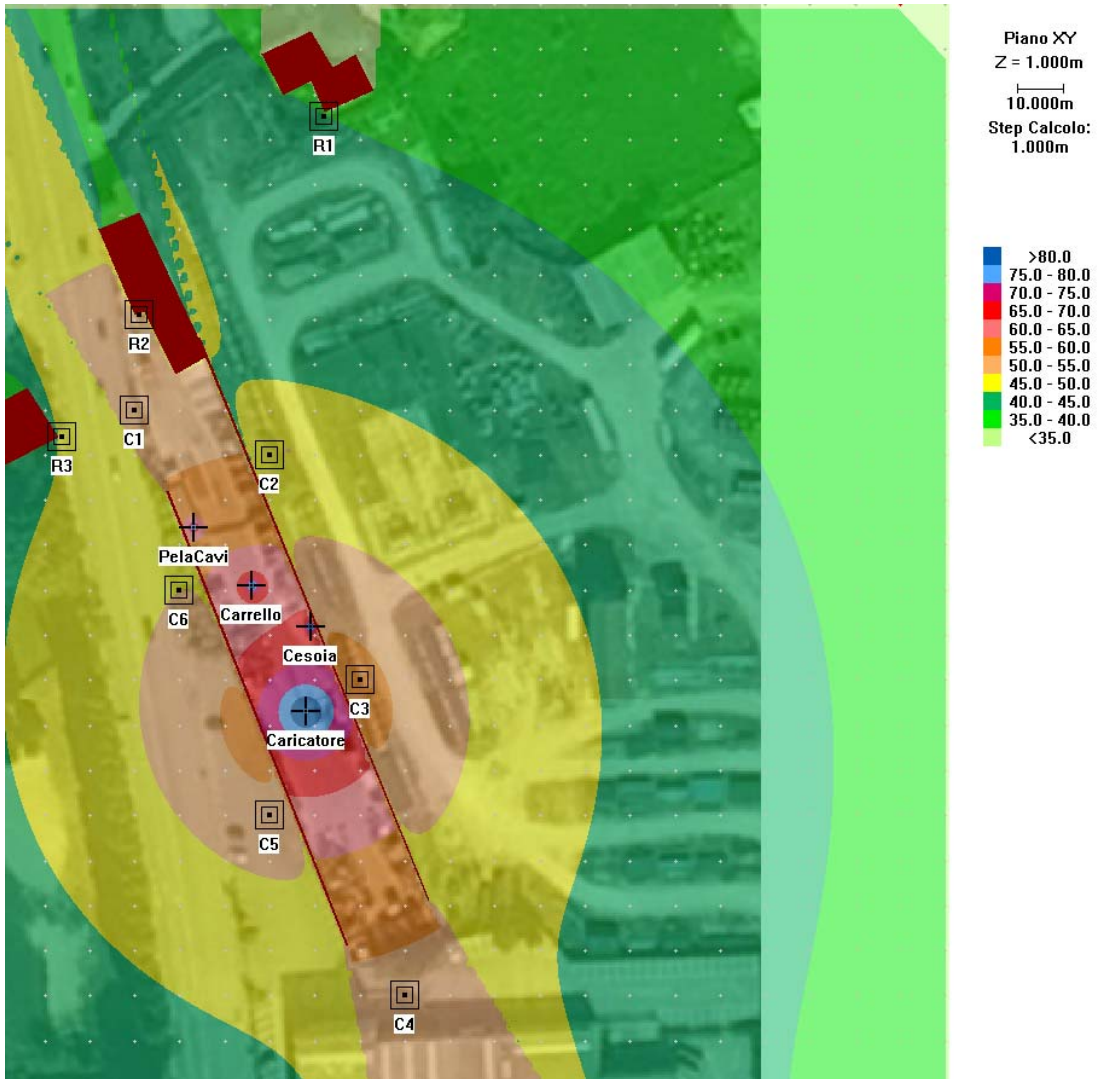 Piano XY
Z = 1.000m
10.000m
Step Calcolo:
1.000m
>80.0
75.0 - 80.0
70.0 - 75.0
65.0 - 70.0
60.0 - 65.0
55.0 - 60.0
50.0 - 55.0
45.0 - 50.0
40.0 - 45.0
35.0 - 40.0
<35.0
R1
R2
C1
R3
C2
PelaCavi
Carrello
C6
Cesoia
C3
Caricatore
C5
C4